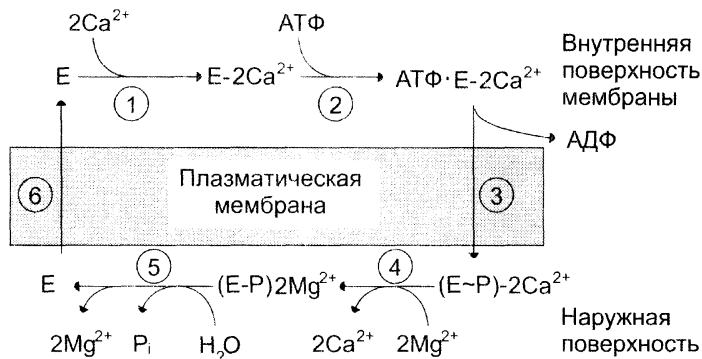 2Ca²⁺ АТФ
E E-2Ca²⁺ АТФ·E-2Ca²⁺
1 2
Внутренняя
поверхность
мембраны
АДФ
Плазматическая
мембрана
6 3
5 4
E (E-P)2Mg²⁺ (E~P)-2Ca²⁺
2Mg²⁺ Pᵢ H₂O 2Ca²⁺ 2Mg²⁺
Наружная
поверхность